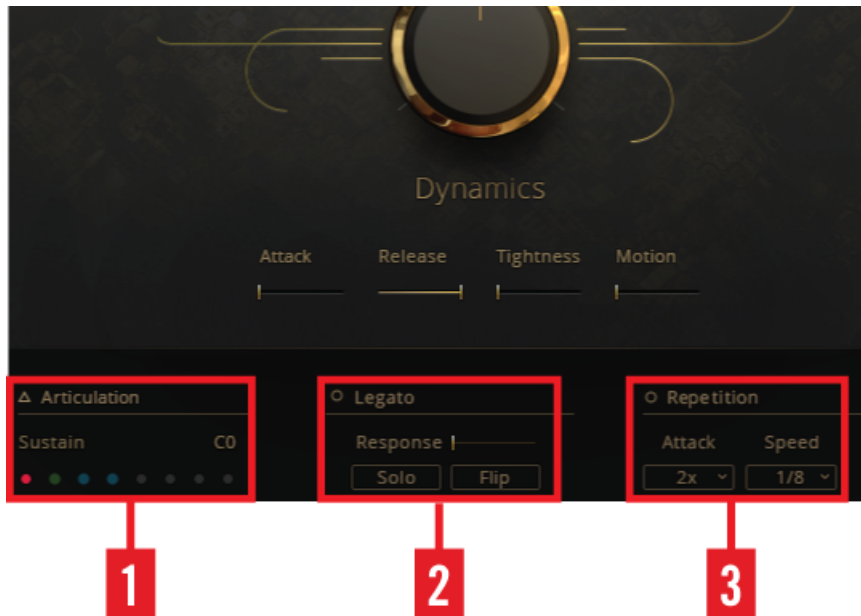 Dynamics
Attack Release Tightness Motion
Articulation Legato Repetition
Sustain C0 Response Attack Speed
Solo Flip 2x 1/8
1 2 3